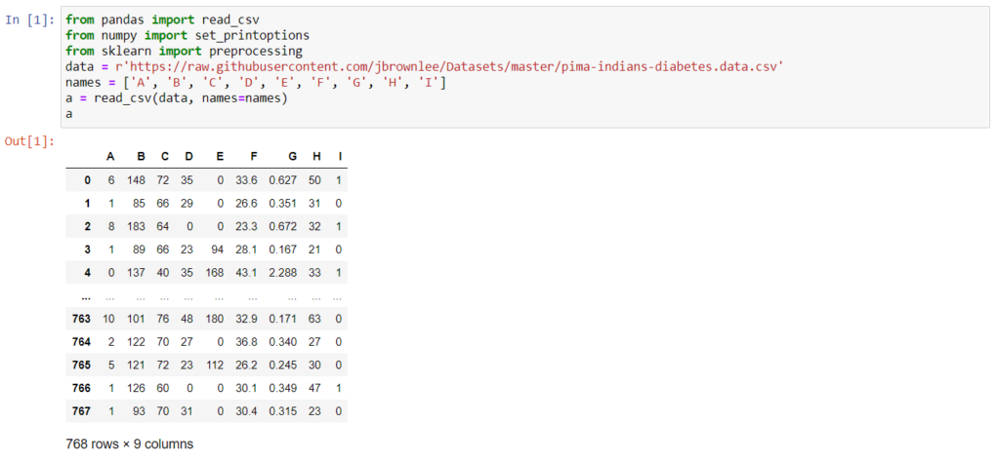 In [1]: from pandas import read_csv
from numpy import set_printoptions
from sklearn import preprocessing
data = r'https://raw.githubusercontent.com/jbrownlee/Datasets/master/pima-indians-diabetes.data.csv'
names = ['A', 'B', 'C', 'D', 'E', 'F', 'G', 'H', 'I']
a = read_csv(data, names=names)
a
Out[1]:
A B C D E F G H I
0 6 148 72 35 0 33.6 0.627 50 1
1 1 85 66 29 0 26.6 0.351 31 0
2 8 183 64 0 0 23.3 0.672 32 1
3 1 89 66 23 94 28.1 0.167 21 0
4 0 137 40 35 168 43.1 2.288 33 1
... ... ... ... ... ... ... ... ... ...
763 10 101 76 48 180 32.9 0.171 63 0
764 2 122 70 27 0 36.8 0.340 27 0
765 5 121 72 23 112 26.2 0.245 30 0
766 1 126 60 0 0 30.1 0.349 47 1
767 1 93 70 31 0 30.4 0.315 23 0
768 rows × 9 columns